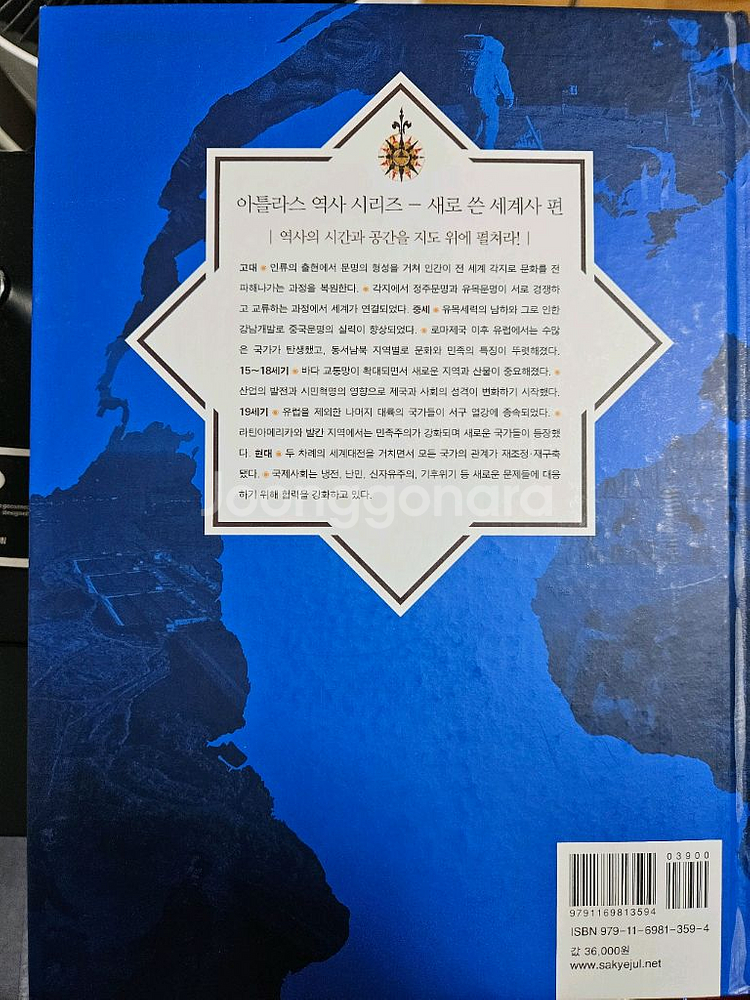 아틀라스 역사 시리즈 – 새로 쓴 세계사 편
| 역사의 시간과 공간을 지도 위에 펼쳐라! |
고대 ● 인류의 출현에서 문명의 형성을 거쳐 인간이 전 세계 각지로 문화를 전
파해나가는 과정을 복원한다. ● 각지에서 정주문명과 유목문명이 서로 경쟁하
고 교류하는 과정에서 세계가 연결되었다. 중세 ● 유목세력의 남하와 그로 인한
강남개발로 중국문명의 실력이 향상되었다. ● 로마제국 이후 유럽에서는 수많
은 국가가 탄생했고, 동서남북 지역별로 문화와 민족의 특징이 뚜렷해졌다.
15~18세기 ● 바다 교통망이 확대되면서 새로운 지역과 산물이 중요해졌다. ●
산업의 발전과 시민혁명의 영향으로 제국과 사회의 성격이 변화하기 시작했다.
19세기 ● 유럽을 제외한 나머지 대륙의 국가들이 서구 열강에 종속되었다. ●
라틴아메리카와 발칸 지역에서는 민족주의가 강화되며 새로운 국가들이 등장했
다. 현대 ● 두 차례의 세계대전을 거치면서 모든 국가의 관계가 재조정·재구축
됐다. ● 국제사회는 냉전, 난민, 신자유주의, 기후위기 등 새로운 문제들에 대응
하기 위해 협력을 강화하고 있다.
Joonggonara
03900
9791169813594
ISBN 979-11-6981-359-4
값 36,000원
www.sakyejul.net